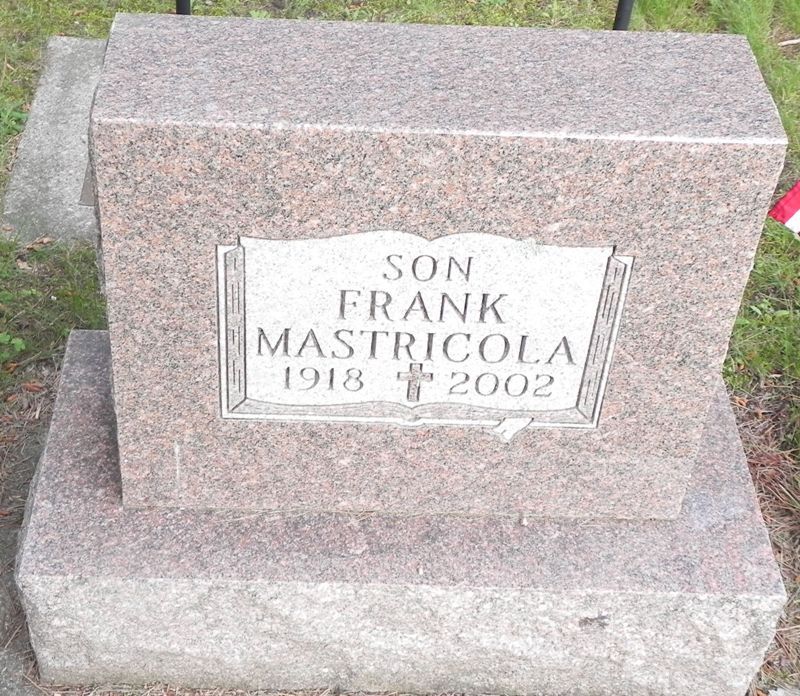 SON
FRANK
MASTRICOLA
1918 2002